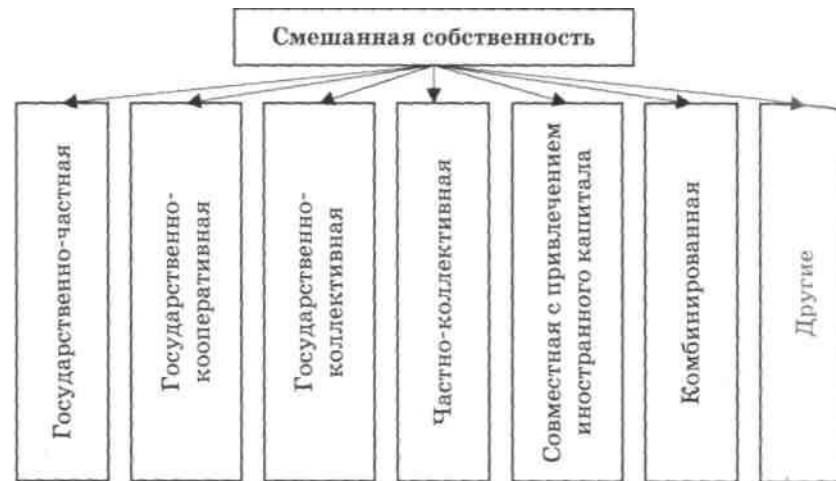 Смешанная собственность
Государственно-частная
Государственно-
кооперативная
Государственно-
коллективная
Частно-коллективная
Совместная с привлечением
иностранного капитала
Комбинированная
Другие